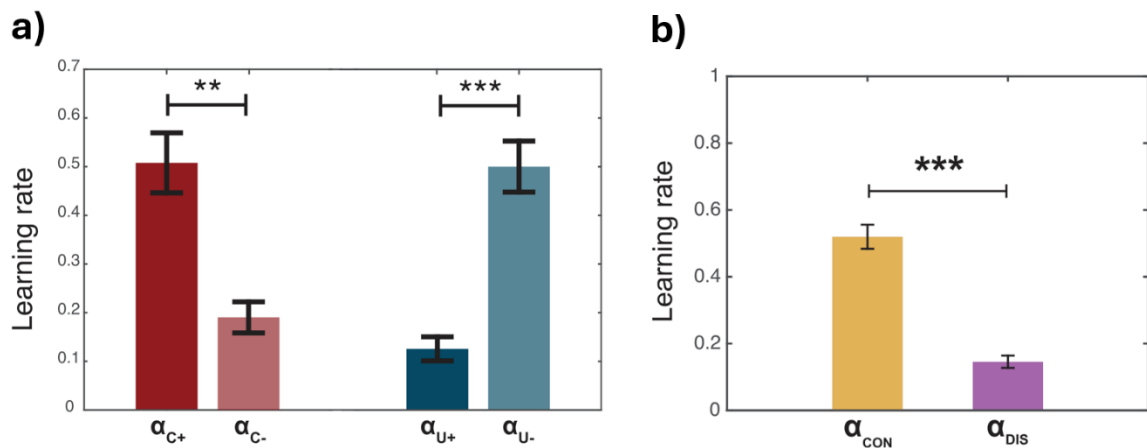 a)
Learning rate
0.7
0.6
0.5
0.4
0.3
0.2
0.1
0
**
***
αC+
αC-
αU+
αU-
b)
Learning rate
1
0.8
0.6
0.4
0.2
0
***
αCON
αDIS